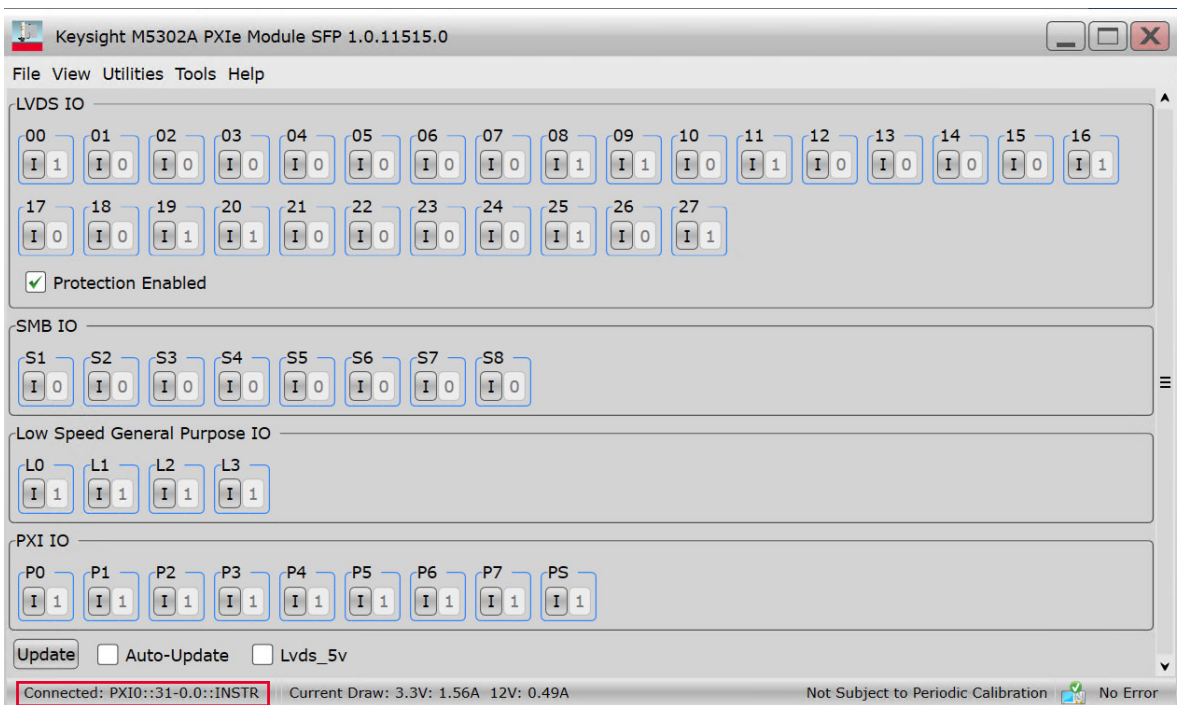 Keysight M5302A PXIe Module SFP 1.0.11515.0
File View Utilities Tools Help
LVDS IO
00 01 02 03 04 05 06 07 08 09 10 11 12 13 14 15 16
I 1 I 0 I 0 I 0 I 0 I 0 I 0 I 0 I 1 I 1 I 0 I 1 I 0 I 0 I 0 I 0 I 1
17 18 19 20 21 22 23 24 25 26 27
I 0 I 0 I 1 I 1 I 0 I 0 I 0 I 0 I 1 I 0 I 1
Protection Enabled
SMB IO
S1 S2 S3 S4 S5 S6 S7 S8
I 0 I 0 I 0 I 0 I 0 I 0 I 0 I 0
Low Speed General Purpose IO
L0 L1 L2 L3
I 1 I 1 I 1 I 1
PXI IO
P0 P1 P2 P3 P4 P5 P6 P7 PS
I 1 I 1 I 1 I 1 I 1 I 1 I 1 I 1 I 1
Update Auto-Update Lvds_5v
Connected: PXI0::31-0.0::INSTR Current Draw: 3.3V: 1.56A 12V: 0.49A Not Subject to Periodic Calibration No Error